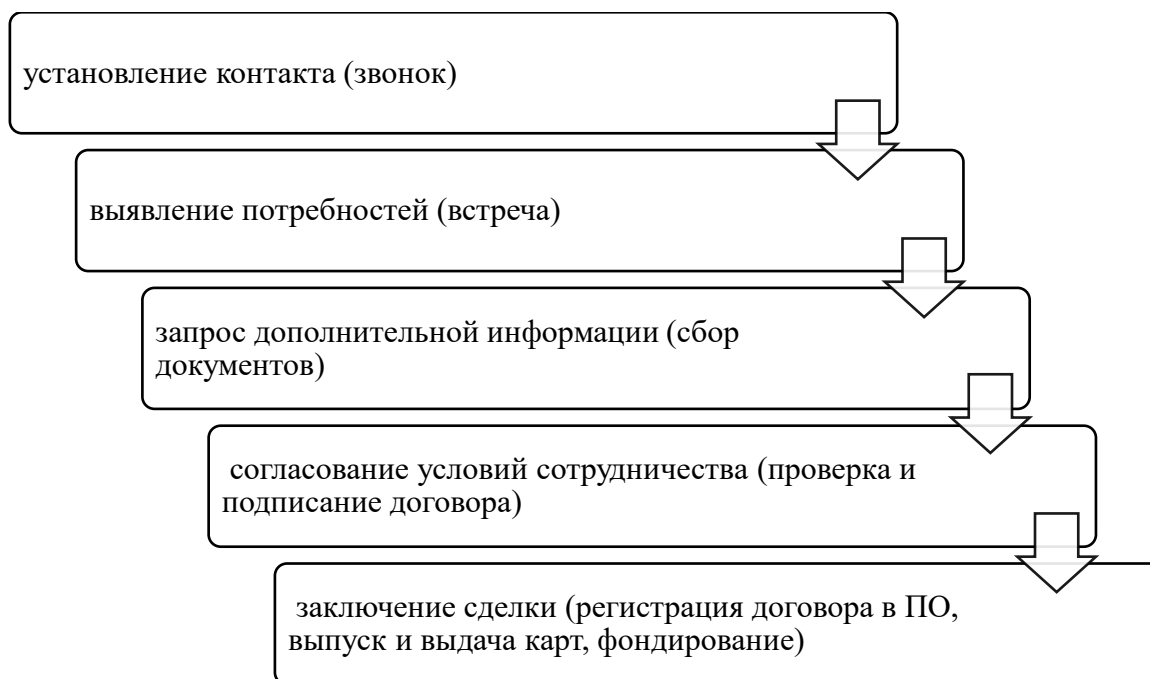 установление контакта (звонок)
выявление потребностей (встреча)
запрос дополнительной информации (сбор
документов)
согласование условий сотрудничества (проверка и
подписание договора)
заключение сделки (регистрация договора в ПО,
выпуск и выдача карт, фондирование)